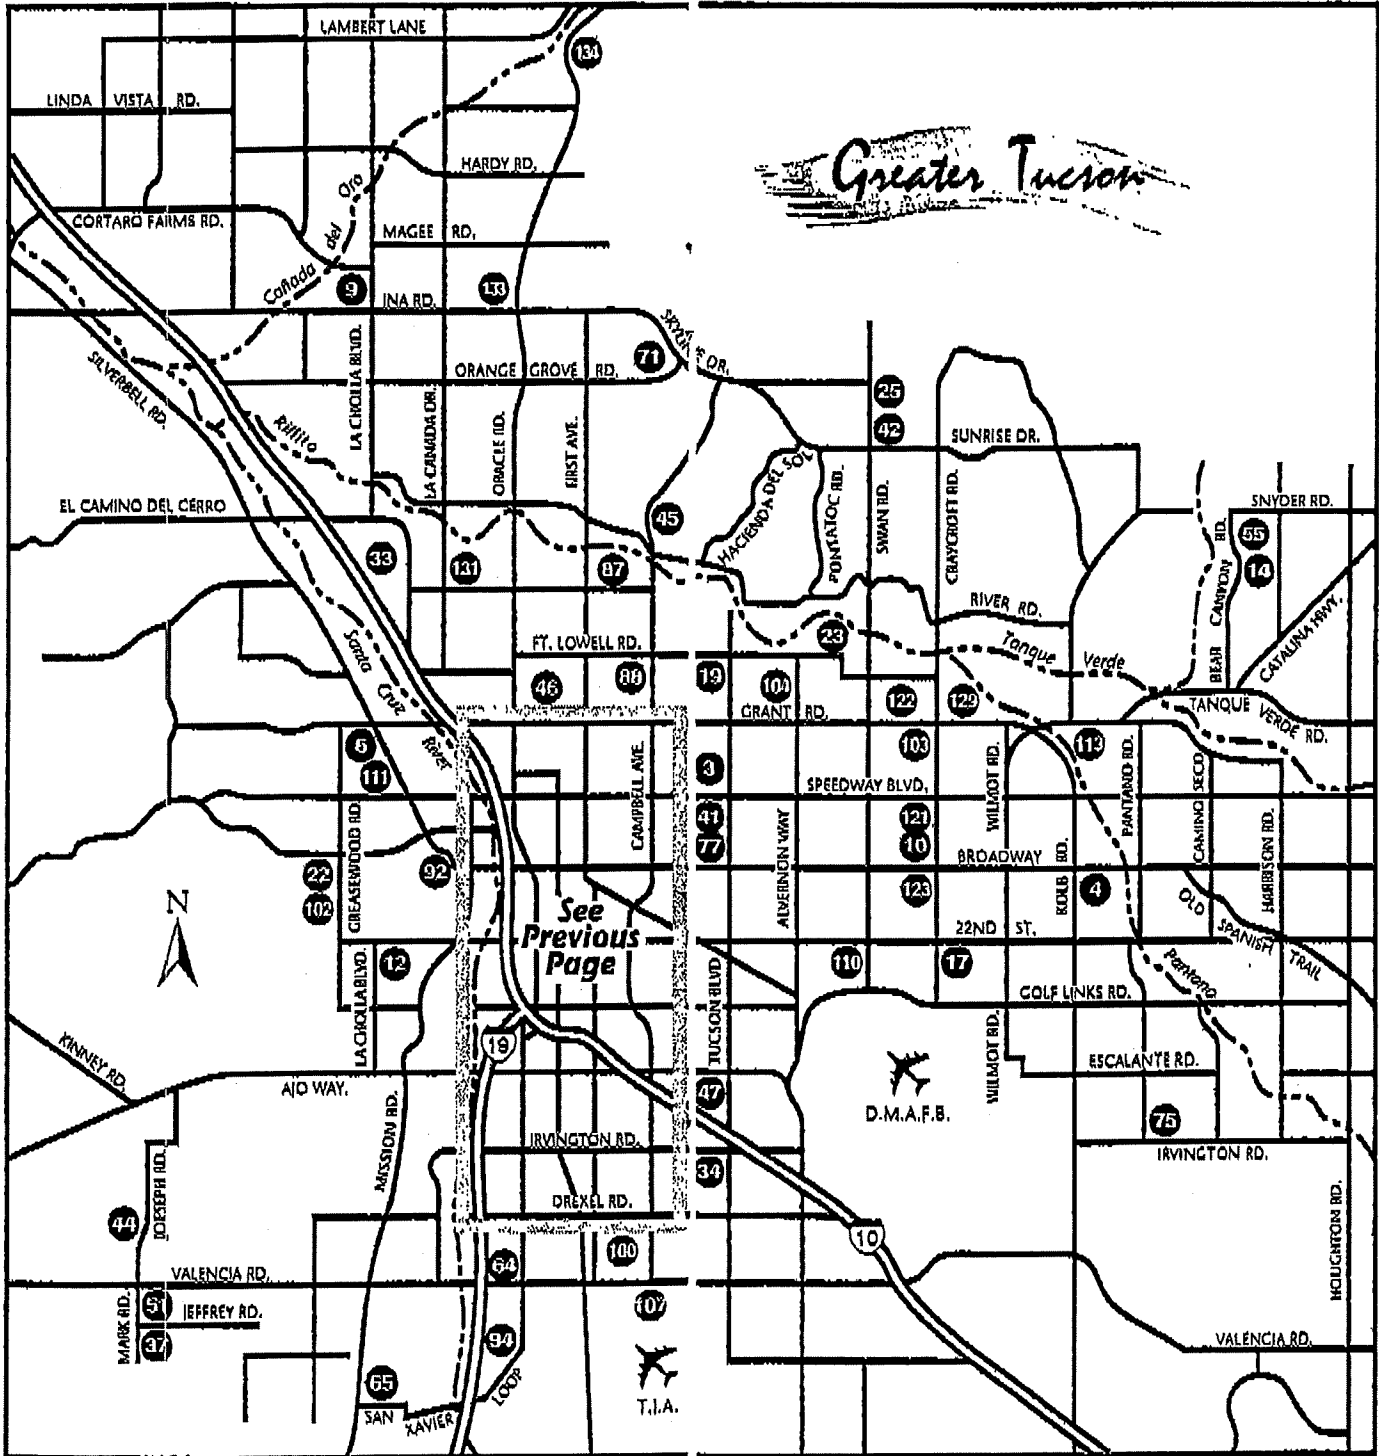 LAMBERT LANE
134
LINDA VISTA RD.
HARDY RD.
Greater Tucson
CORTARO FARMS RD.
Cañada del Oro
MAGEE RD.
9
133
INA RD.
SKYLINE DR.
71
SILVERBELL RD.
LA CHOLLA BLVD.
ORANGE GROVE RD.
25
42
Rillito
LA CANADA DR.
ORACLE RD.
FIRST AVE.
SUNRISE DR.
HACIENDA DEL SOL
PONTATOC RD.
SWAN RD.
CRAYCROFT RD.
EL CAMINO DEL CERRO
SNYDER RD.
45
55
14
BEAR CANYON RD.
CATALINA HWY.
33
131
87
RIVER RD.
FT. LOWELL RD.
23
Tanque Verde
Santa Cruz River
46
86
19
104
122
129
GRANT RD.
TANQUE VERDE RD.
5
111
103
113
3
CAMPBELL AVE.
WILMOT RD.
PANTANO RD.
CAMINO SECO
SPEEDWAY BLVD.
GREASEWOOD RD.
41
77
121
10
ALVERNON WAY
BROADWAY
KOLB RD.
HARRISON RD.
22
102
92
123
4
N
See
Previous
Page
22ND ST.
OLD SPANISH TRAIL
LA CHOLLA BLVD.
12
110
17
Pantano
TUCSON BLVD
GOLF LINKS RD.
KINNEY RD.
19
WILMOT RD.
ESCALANTE RD.
AJO WAY.
47
D.M.A.F.B.
75
MISSION RD.
IRVINGTON RD.
IRVINGTON RD.
34
JOSEPH RD.
DREXEL RD.
44
10
HOUGHTON RD.
100
64
VALENCIA RD.
51
JEFFREY RD.
107
MARK RD.
37
94
VALENCIA RD.
65
LOOP
T.I.A.
SAN XAVIER